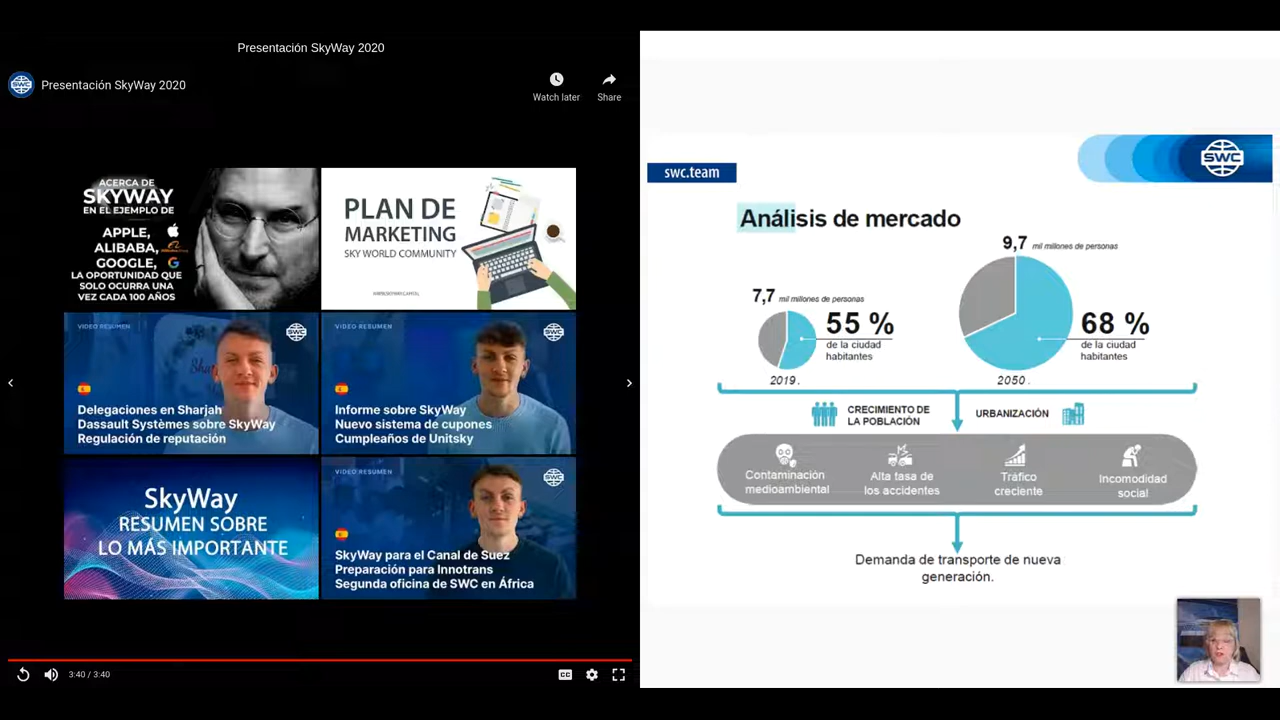 Presentación SkyWay 2020
SWC
Presentación SkyWay 2020
Watch later
Share
ACERCA DE
SKYWAY
EN EL EJEMPLO DE
APPLE,
ALIBABA,
GOOGLE,
LA OPORTUNIDAD QUE
SOLO OCURRA UNA
VEZ CADA 100 AÑOS
PLAN DE
MARKETING
SKY WORLD COMMUNITY
VIDEO RESUMEN
SWC
Delegaciones en Sharjah
Dassault Systèmes sobre SkyWay
Regulación de reputación
VIDEO RESUMEN
SWC
Informe sobre SkyWay
Nuevo sistema de cupones
Cumpleaños de Unitsky
SkyWay
RESUMEN SOBRE
LO MÁS IMPORTANTE
VIDEO RESUMEN
SWC
SkyWay para el Canal de Suez
Preparación para Innotrans
Segunda oficina de SWC en África
3:40 / 3:40
CC
swc.team
SWC
Análisis de mercado
9,7 mil millones de personas
7,7 mil millones de personas
55 %
de la ciudad
habitantes
68 %
de la ciudad
habitantes
2019.
2050.
CRECIMIENTO DE
LA POBLACIÓN
URBANIZACIÓN
Contaminación
medioambiental
Alta tasa de
los accidentes
Tráfico
creciente
Incomodidad
social
Demanda de transporte de nueva
generación.